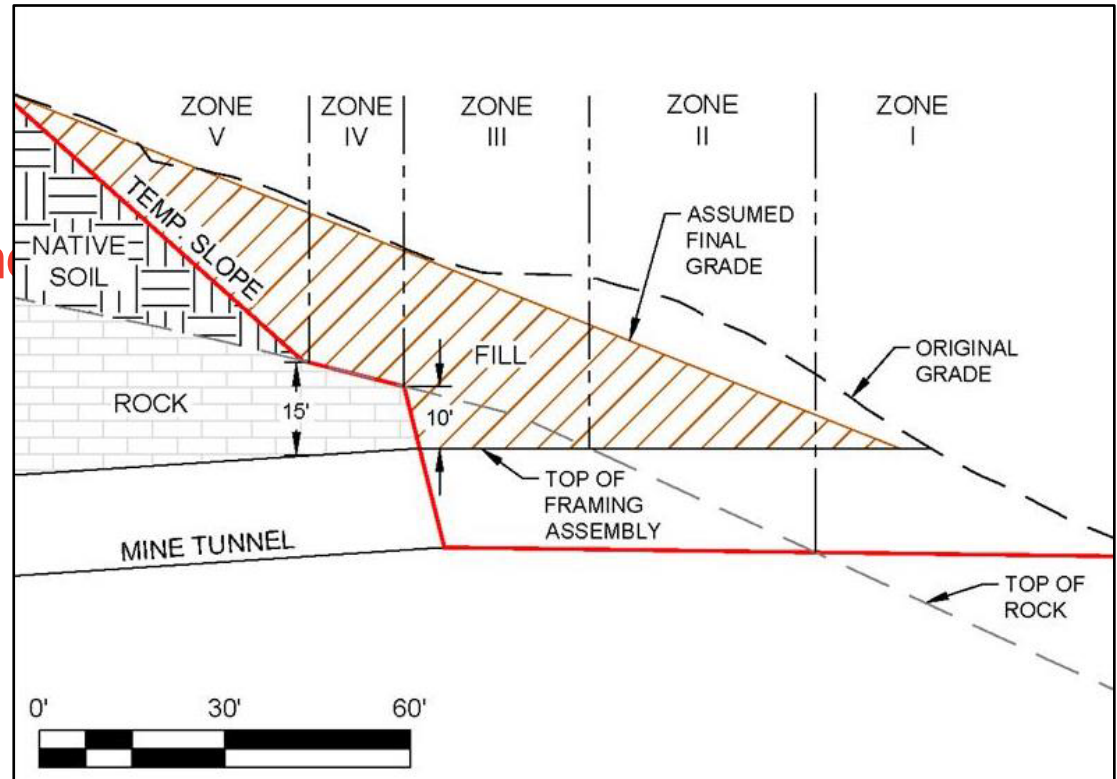 ZONE
V
ZONE
IV
ZONE
III
ZONE
II
ZONE
I
ASSUMED
FINAL
GRADE
TEMP. SLOPE
NATIVE
SOIL
FILL
ORIGINAL
GRADE
ROCK
15'
10'
TOP OF
FRAMING
ASSEMBLY
MINE TUNNEL
TOP OF
ROCK
0'
30'
60'